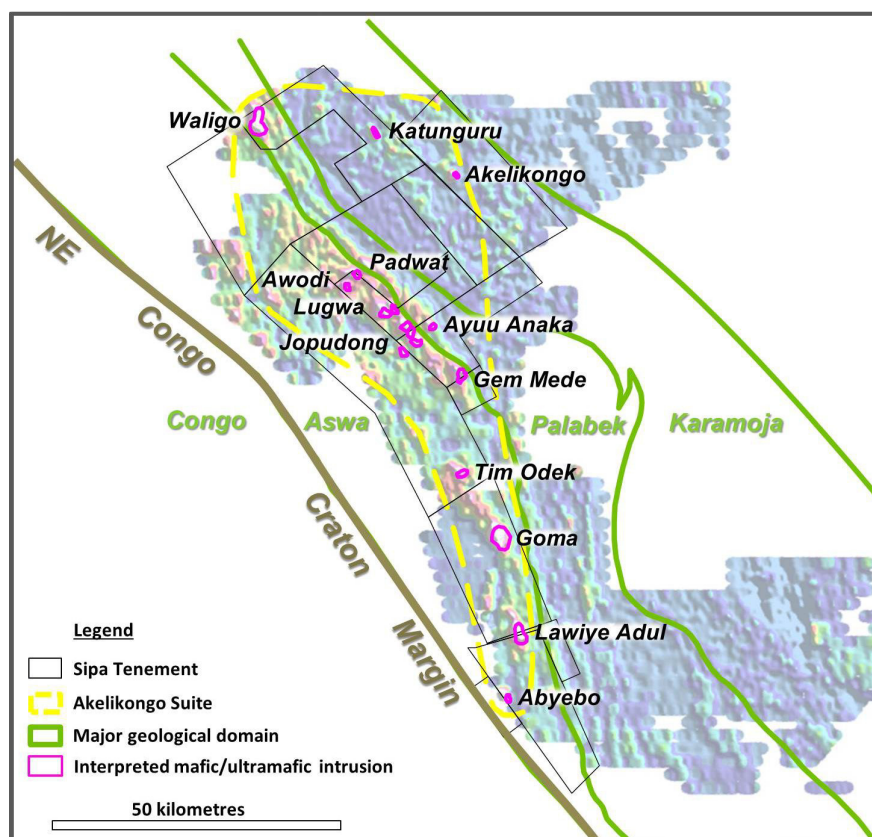 Waligo
Katunguru
Akelikongo
NE Congo Craton Margin
Padwat
Awodi
Lugwa
Ayuu Anaka
Jopudong
Gem Mede
Congo
Aswa
Palabek
Karamoja
Tim Odek
Goma
Lawiye Adul
Abyebo
Legend
Sipa Tenement
Akelikongo Suite
Major geological domain
Interpreted mafic/ultramafic intrusion
50 kilometres